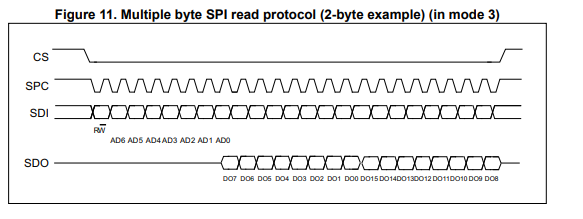 Figure 11. Multiple byte SPI read protocol (2-byte example) (in mode 3)
CS
SPC
SDI
RW
AD6 AD5 AD4 AD3 AD2 AD1 AD0
SDO
DO7 DO6 DO5 DO4 DO3 DO2 DO1 DO0 DO15 DO14 DO13 DO12 DO11 DO10 DO9 DO8